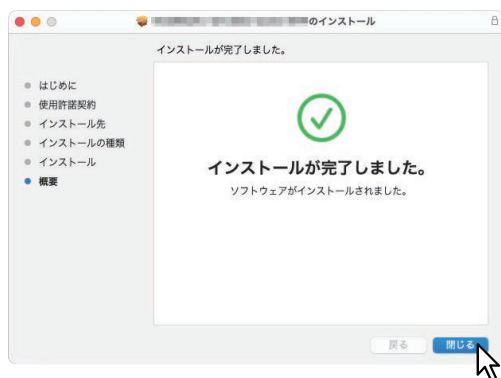 のインストール
インストールが完了しました。
はじめに
使用許諾契約
インストール先
インストールの種類
インストール
概要
インストールが完了しました。
ソフトウェアがインストールされました。
戻る
閉じる